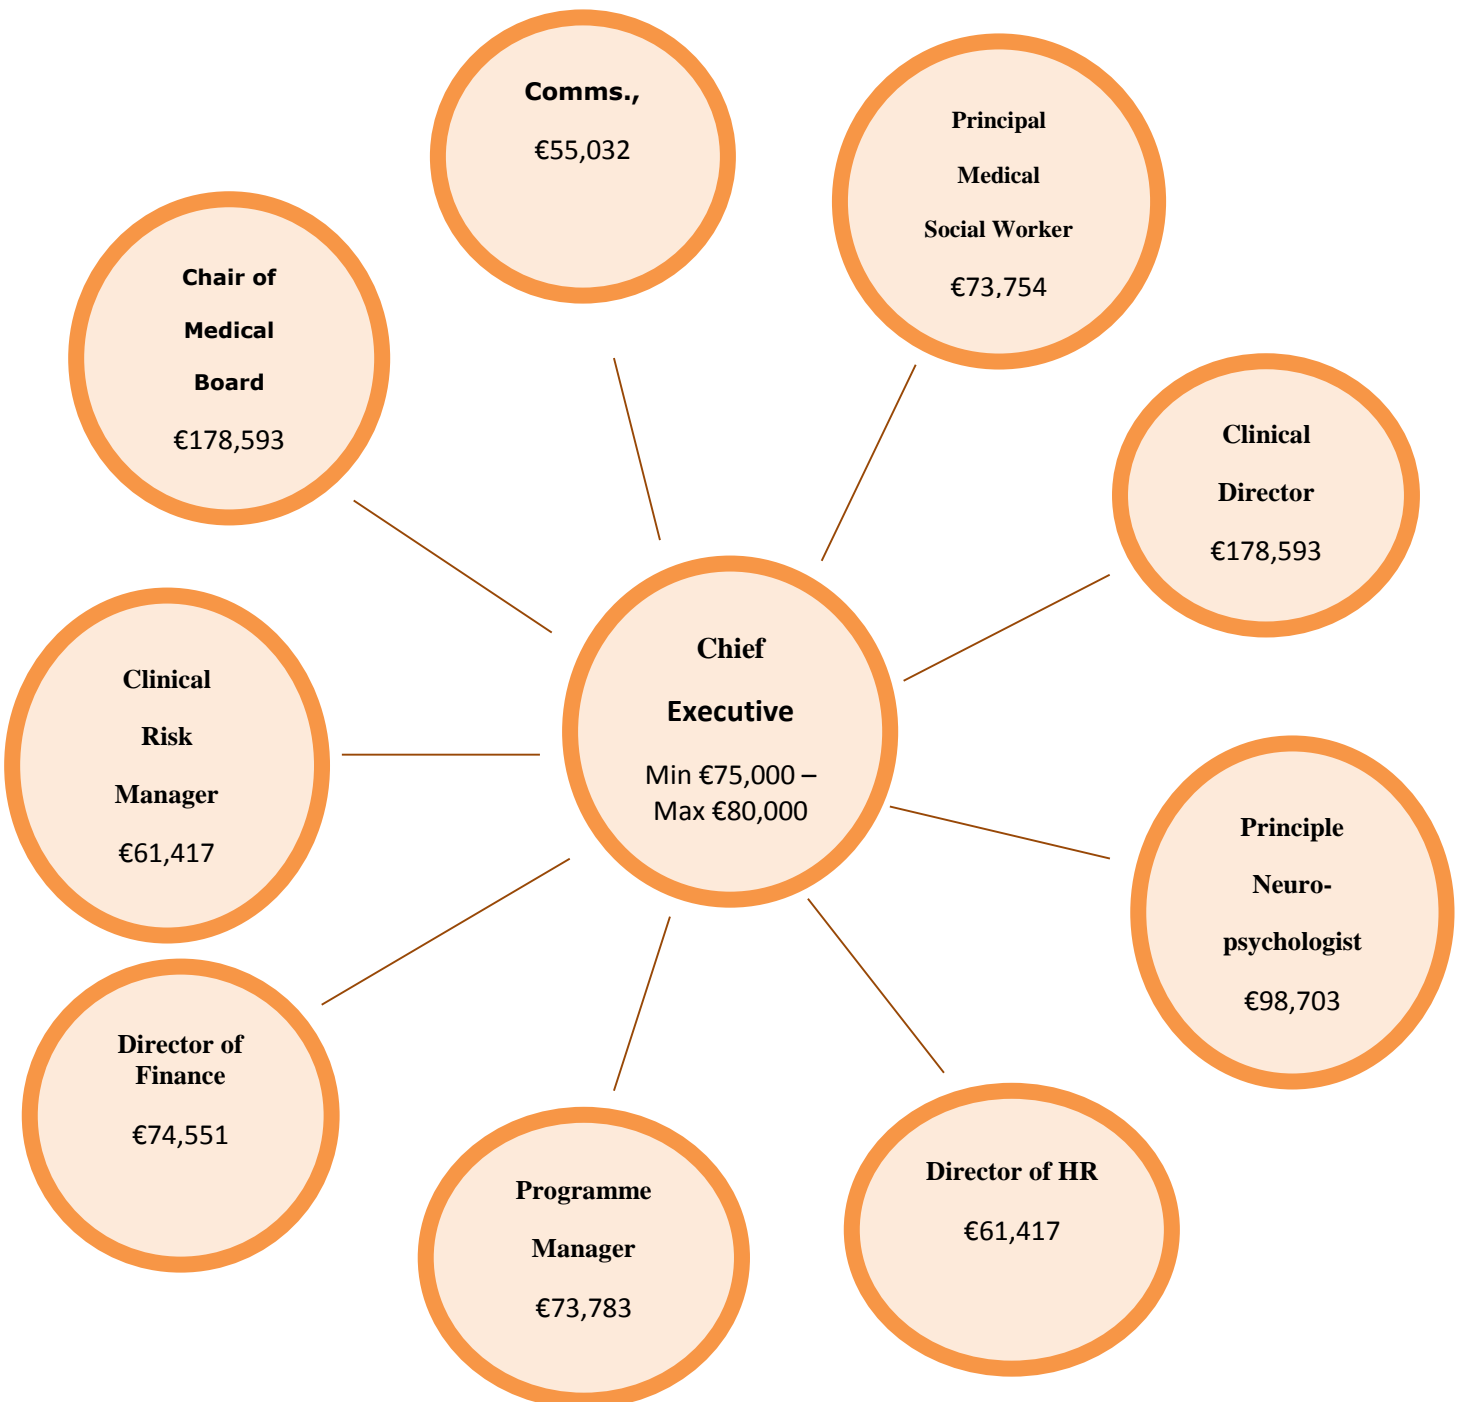 Comms.,
€55,032
Principal
Medical
Social Worker
€73,754
Chair of
Medical
Board
€178,593
Clinical
Director
€178,593
Chief
Executive
Min €75,000 –
Max €80,000
Clinical
Risk
Manager
€61,417
Principle
Neuro-
psychologist
€98,703
Director of
Finance
€74,551
Programme
Manager
€73,783
Director of HR
€61,417